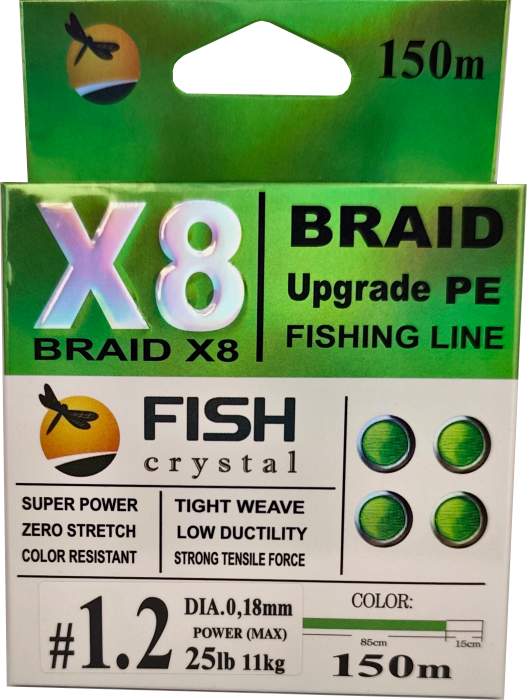 150m
X8
BRAID X8
BRAID
Upgrade PE
FISHING LINE
FISH
crystal
SUPER POWER
ZERO STRETCH
COLOR RESISTANT
TIGHT WEAVE
LOW DUCTILITY
STRONG TENSILE FORCE
#1.2
DIA.0,18mm
POWER (MAX)
25lb 11kg
COLOR:
85cm
15cm
150m